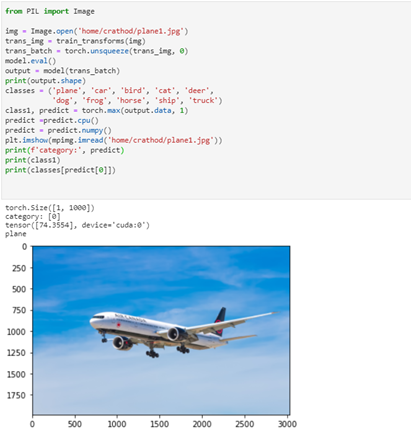 from PIL import Image
img = Image.open('home/crathod/plane1.jpg')
trans_img = train_transforms(img)
trans_batch = torch.unsqueeze(trans_img, 0)
model.eval()
output = model(trans_batch)
print(output.shape)
classes = ('plane', 'car', 'bird', 'cat', 'deer',
'dog', 'frog', 'horse', 'ship', 'truck')
class1, predict = torch.max(output.data, 1)
predict =predict.cpu()
predict = predict.numpy()
plt.imshow(mpimg.imread('home/crathod/plane1.jpg'))
print(f'category:', predict)
print(class1)
print(classes[predict[0]])
torch.Size([1, 1000])
category: [0]
tensor([74.3554], device='cuda:0')
plane
0
250
500
750
1000
1250
1500
1750
AIR CANADA
0 500 1000 1500 2000 2500 3000